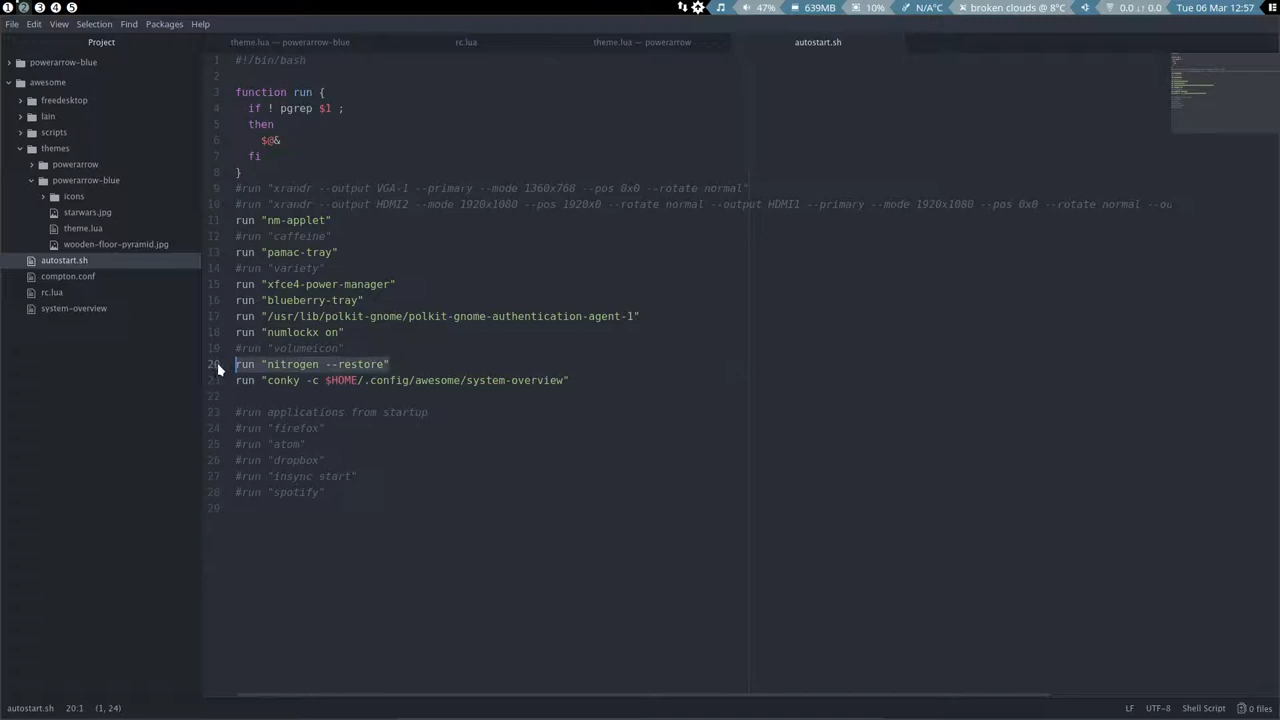 1 2 3 4 5
47%
639MB
10%
N/A°C
broken clouds @ 8°C
0.0 ↓↑ 0.0
Tue 06 Mar 12:57
File Edit View Selection Find Packages Help
Project
powerarrow-blue
awesome
freedesktop
lain
scripts
themes
powerarrow
powerarrow-blue
icons
starwars.jpg
theme.lua
wooden-floor-pyramid.jpg
autostart.sh
compton.conf
rc.lua
system-overview
theme.lua — powerarrow-blue
rc.lua
theme.lua — powerarrow
autostart.sh
1 #!/bin/bash
2
3 function run {
4 if ! pgrep $1 ;
5 then
6 $@&
7 fi
8 }
9 #run "xrandr --output VGA-1 --primary --mode 1360x768 --pos 0x0 --rotate normal"
10 #run "xrandr --output HDMI2 --mode 1920x1080 --pos 1920x0 --rotate normal --output HDMI1 --primary --mode 1920x1080 --pos 0x0 --rotate normal --ou
11 run "nm-applet"
12 #run "caffeine"
13 run "pamac-tray"
14 #run "variety"
15 run "xfce4-power-manager"
16 run "blueberry-tray"
17 run "/usr/lib/polkit-gnome/polkit-gnome-authentication-agent-1"
18 run "numlockx on"
19 #run "volumeicon"
20 run "nitrogen --restore"
21 run "conky -c $HOME/.config/awesome/system-overview"
22
23 #run applications from startup
24 #run "firefox"
25 #run "atom"
26 #run "dropbox"
27 #run "insync start"
28 #run "spotify"
29
autostart.sh 20:1 (1, 24)
LF UTF-8 Shell Script 0 files